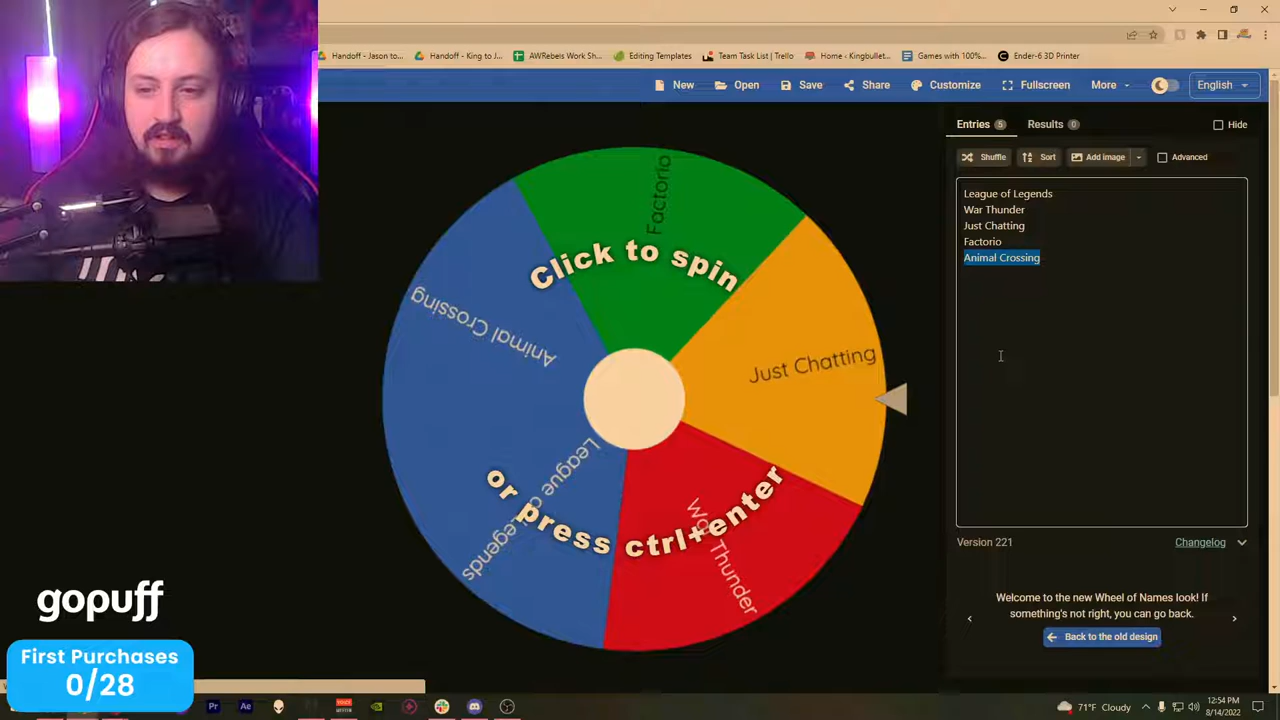 Handoff - Jason to...
Handoff - King to J...
AWRebels Work Sh...
Editing Templates
Team Task List | Trello
Home - Kingbullet...
Games with 100%...
Ender-6 3D Printer
New
Open
Save
Share
Customize
Fullscreen
More
English
Entries 5
Results 0
Hide
Shuffle
Sort
Add image
Advanced
League of Legends
War Thunder
Just Chatting
Factorio
Animal Crossing
Factorio
Click to spin
Animal Crossing
Just Chatting
League of Legends
or press ctrl+enter
War Thunder
Version 221
Changelog
Welcome to the new Wheel of Names look! If
something's not right, you can go back.
Back to the old design
gopuff
First Purchases
0/28
Pr
Ae
71°F Cloudy
12:54 PM
8/14/2022